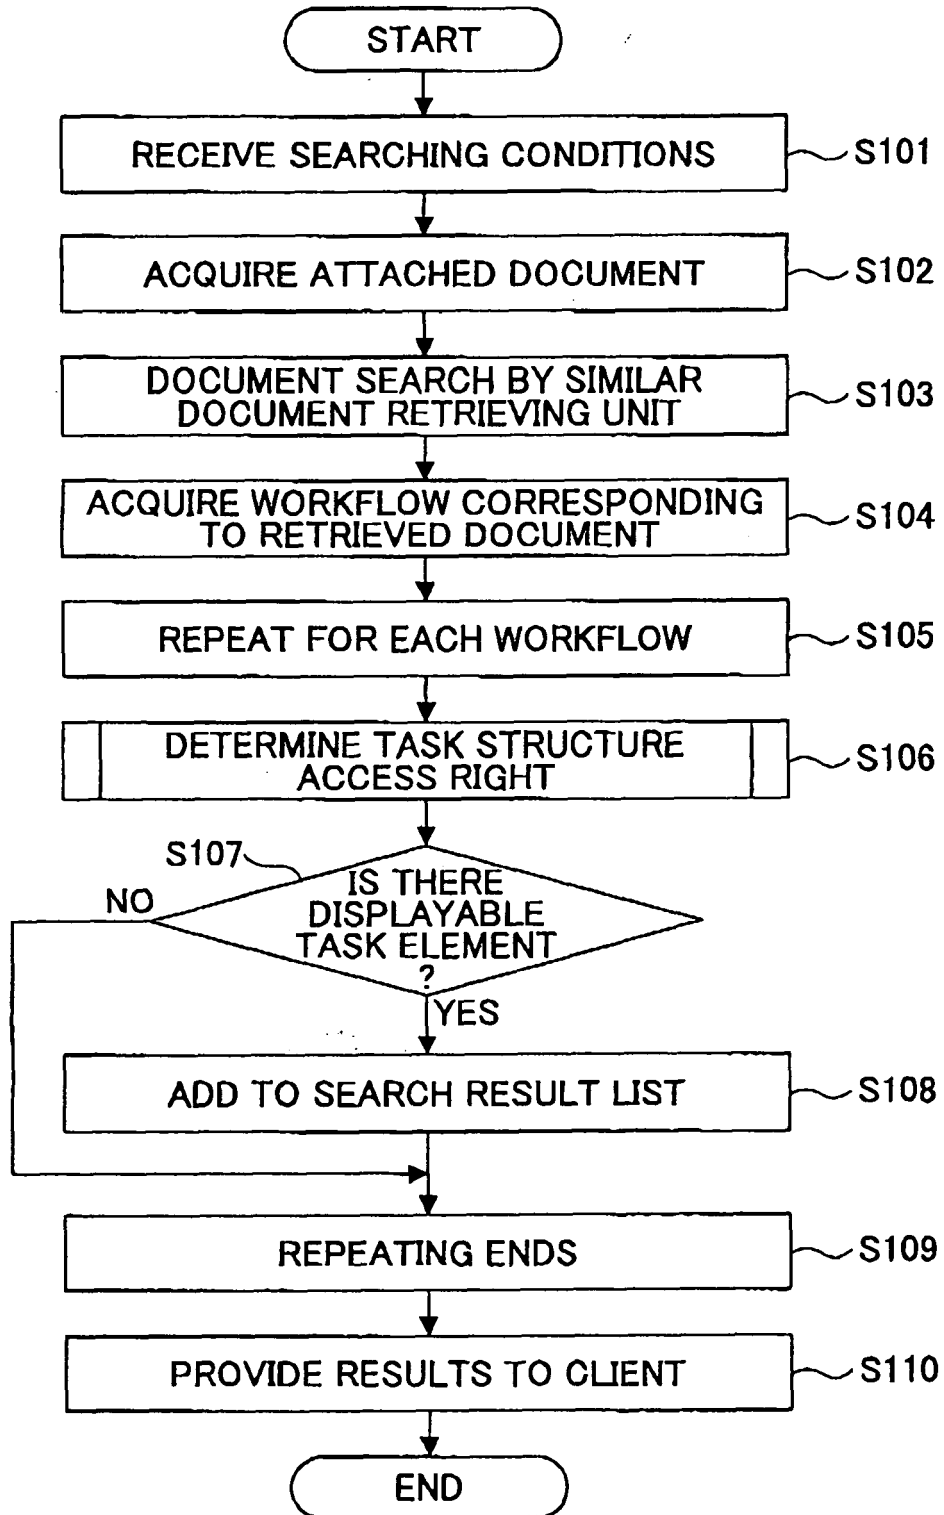 START
RECEIVE SEARCHING CONDITIONS
S101
ACQUIRE ATTACHED DOCUMENT
S102
DOCUMENT SEARCH BY SIMILAR
DOCUMENT RETRIEVING UNIT
S103
ACQUIRE WORKFLOW CORRESPONDING
TO RETRIEVED DOCUMENT
S104
REPEAT FOR EACH WORKFLOW
S105
DETERMINE TASK STRUCTURE
ACCESS RIGHT
S106
S107
IS THERE
DISPLAYABLE
TASK ELEMENT
?
NO
YES
ADD TO SEARCH RESULT LIST
S108
REPEATING ENDS
S109
PROVIDE RESULTS TO CLIENT
S110
END